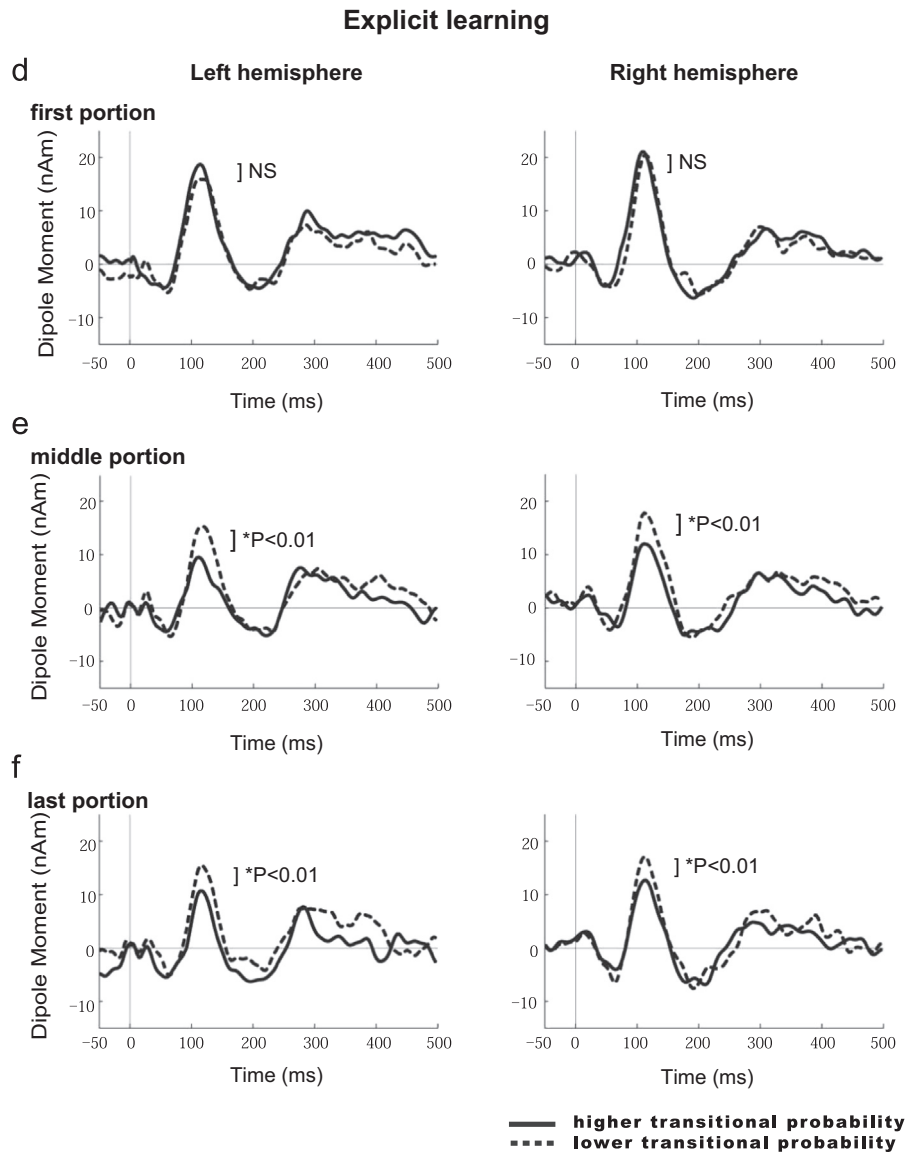 Explicit learning
d
Left hemisphere
Right hemisphere
first portion
Dipole Moment (nAm)
20
10
0
−10
] NS
-50 0 100 200 300 400 500
Time (ms)
20
10
0
−10
] NS
-50 0 100 200 300 400 500
Time (ms)
e
middle portion
Dipole Moment (nAm)
20
10
0
−10
] *P<0.01
-50 0 100 200 300 400 500
Time (ms)
20
10
0
−10
] *P<0.01
-50 0 100 200 300 400 500
Time (ms)
f
last portion
Dipole Moment (nAm)
20
10
0
−10
] *P<0.01
-50 0 100 200 300 400 500
Time (ms)
20
10
0
−10
] *P<0.01
-50 0 100 200 300 400 500
Time (ms)
higher transitional probability
lower transitional probability